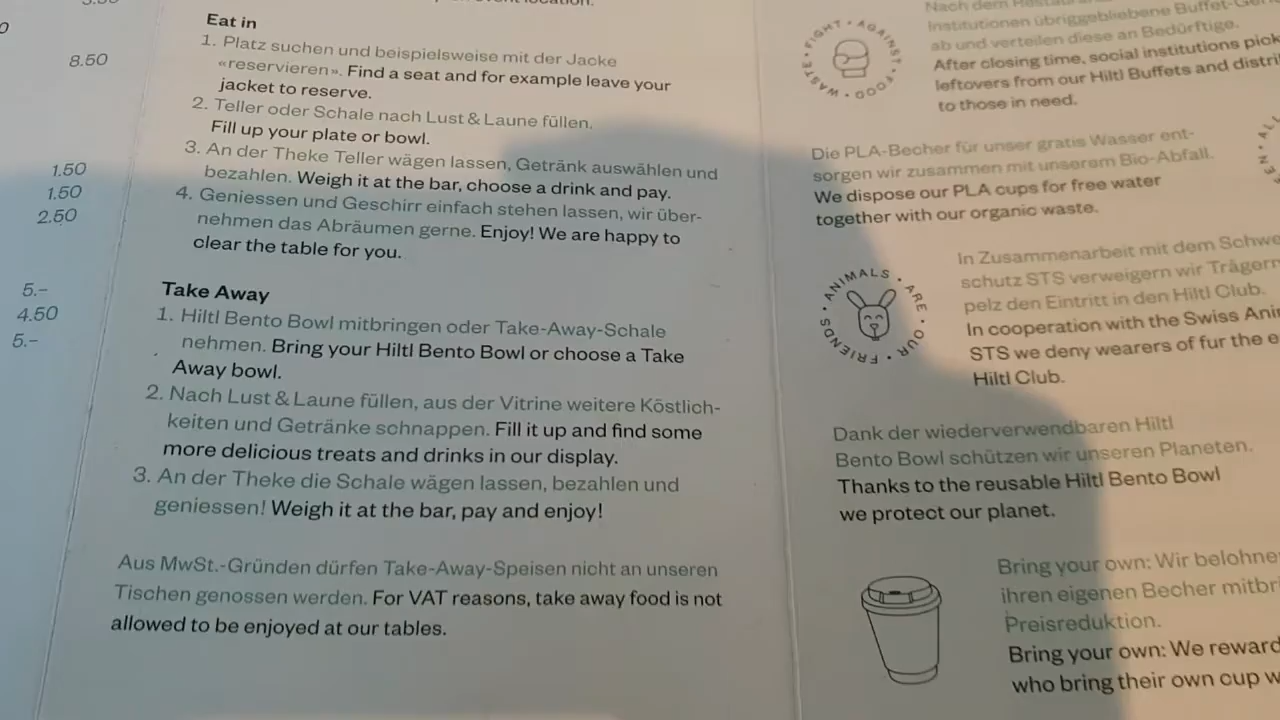 8.50
1.50
1.50
2.50
5.–
4.50
5.–
Eat in
1. Platz suchen und beispielsweise mit der Jacke
«reservieren». Find a seat and for example leave your
jacket to reserve.
2. Teller oder Schale nach Lust & Laune füllen.
Fill up your plate or bowl.
3. An der Theke Teller wägen lassen, Getränk auswählen und
bezahlen. Weigh it at the bar, choose a drink and pay.
4. Geniessen und Geschirr einfach stehen lassen, wir über-
nehmen das Abräumen gerne. Enjoy! We are happy to
clear the table for you.
Take Away
1. Hiltl Bento Bowl mitbringen oder Take-Away-Schale
nehmen. Bring your Hiltl Bento Bowl or choose a Take
Away bowl.
2. Nach Lust & Laune füllen, aus der Vitrine weitere Köstlich-
keiten und Getränke schnappen. Fill it up and find some
more delicious treats and drinks in our display.
3. An der Theke die Schale wägen lassen, bezahlen und
geniessen! Weigh it at the bar, pay and enjoy!
Aus MwSt.-Gründen dürfen Take-Away-Speisen nicht an unseren
Tischen genossen werden. For VAT reasons, take away food is not
allowed to be enjoyed at our tables.
FIGHT • AGAINST • FOOD • WASTE •
Nach dem
Institutionen übriggebliebene
ab und verteilen diese an Bedürftige.
After closing time, social institutions pick
leftovers from our Hiltl Buffets and
to those in need.
Die PLA-Becher für unser gratis Wasser ent-
sorgen wir zusammen mit unserem Bio-Abfall.
We dispose our PLA cups for free water
together with our organic waste.
ANIMALS • ARE • OUR • FRIENDS •
In Zusammenarbeit mit dem
schutz STS verweigern wir
pelz den Eintritt in den Hiltl Club.
In cooperation with the Swiss
STS we deny wearers of fur the
Hiltl Club.
Dank der wiederverwendbaren Hiltl
Bento Bowl schützen wir unseren Planeten.
Thanks to the reusable Hiltl Bento Bowl
we protect our planet.
Bring your own: Wir
ihren eigenen Becher
Preisreduktion.
Bring your own: We reward
who bring their own cup